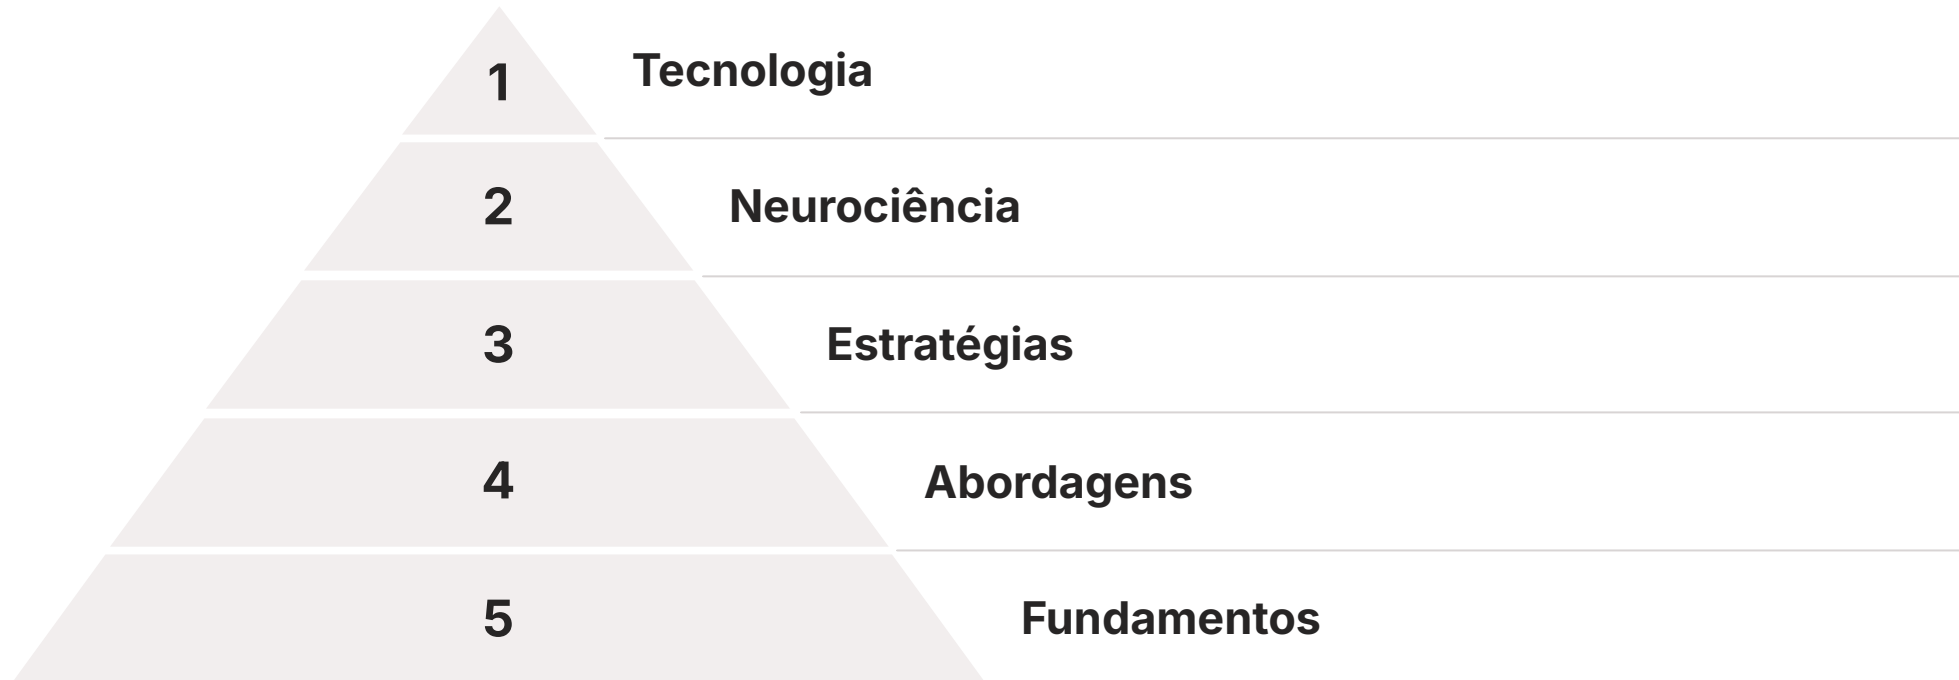 1
Tecnologia
2
Neurociência
3
Estratégias
4
Abordagens
5
Fundamentos